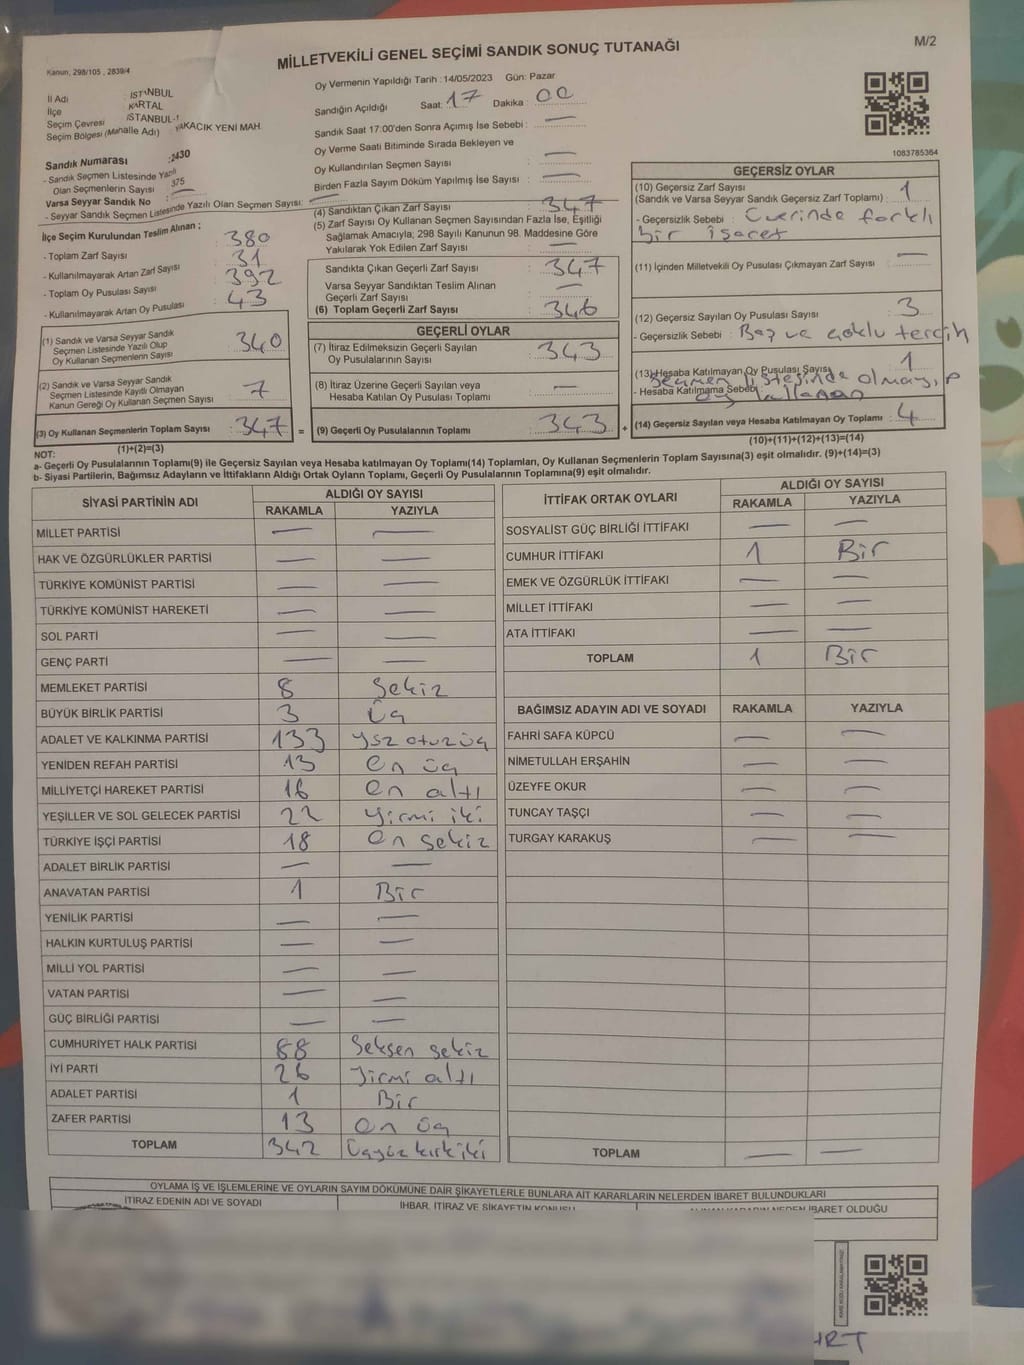 MİLLETVEKİLİ GENEL SEÇİMİ SANDIK SONUÇ TUTANAĞI
M/2
Kanun, 298/105 , 2839/4
İl Adı : İSTANBUL
İlçe KARTAL
Seçim Çevresi İSTANBUL-1
Seçim Bölgesi (Mahalle Adı) : YAKACIK YENİ MAH.
Sandık Numarası :2430
- Sandık Seçmen Listesinde Yazılı
Olan Seçmenlerin Sayısı 375
Varsa Seyyar Sandık No —
- Seyyar Sandık Seçmen Listesinde Yazılı Olan Seçmen Sayısı: —
İlçe Seçim Kurulundan Teslim Alınan ;
- Toplam Zarf Sayısı : 380
- Kullanılmayarak Artan Zarf Sayısı : 31
- Toplam Oy Pusulası Sayısı : 392
- Kullanılmayarak Artan Oy Pusulası : 43
Oy Vermenin Yapıldığı Tarih :14/05/2023 Gün: Pazar
Sandığın Açıldığı Saat: 17 Dakika : 00
Sandık Saat 17:00'den Sonra Açımış İse Sebebi : —
Oy Verme Saati Bitiminde Sırada Bekleyen ve
Oy Kullandırılan Seçmen Sayısı : —
Birden Fazla Sayım Döküm Yapılmış İse Sayısı : —
(4) Sandıktan Çıkan Zarf Sayısı : 347
(5) Zarf Sayısı Oy Kullanan Seçmen Sayısından Fazla İse, Eşitliği
Sağlamak Amacıyla; 298 Sayılı Kanunun 98. Maddesine Göre
Yakılarak Yok Edilen Zarf Sayısı : —
Sandıkta Çıkan Geçerli Zarf Sayısı : 347
Varsa Seyyar Sandıktan Teslim Alınan
Geçerli Zarf Sayısı : —
(6) Toplam Geçerli Zarf Sayısı : 346
1083785364
GEÇERSİZ OYLAR
(10) Geçersiz Zarf Sayısı
(Sandık ve Varsa Seyyar Sandık Geçersiz Zarf Toplamı) : 1
- Geçersizlik Sebebi : Üzerinde farklı
bir işaret
(11) İçinden Milletvekili Oy Pusulası Çıkmayan Zarf Sayısı : —
(12) Geçersiz Sayılan Oy Pusulası Sayısı : 3
- Geçersizlik Sebebi : Boş ve çoklu tercih
(13)Hesaba Katılmayan Oy Pusulası Sayısı : 1
- Hesaba Katılmama Sebebi : Seçmen listesinde olmayıp
oy kullanan
(14) Geçersiz Sayılan veya Hesaba Katılmayan Oy Toplamı : 4
(10)+(11)+(12)+(13)=(14)
(1) Sandık ve Varsa Seyyar Sandık
Seçmen Listesinde Yazılı Olup
Oy Kullanan Seçmenlerin Sayısı : 340
(2) Sandık ve Varsa Seyyar Sandık
Seçmen Listesinde Kayıtlı Olmayan
Kanun Gereği Oy Kullanan Seçmen Sayısı : 7
(3) Oy Kullanan Seçmenlerin Toplam Sayısı : 347 =
(1)+(2)=(3)
GEÇERLİ OYLAR
(7) İtiraz Edilmeksizin Geçerli Sayılan
Oy Pusulalarının Sayısı : 343
(8) İtiraz Üzerine Geçerli Sayılan veya
Hesaba Katılan Oy Pusulaları Toplamı : —
(9) Geçerli Oy Pusulalarının Toplamı : 343 +
NOT:
a- Geçerli Oy Pusulalarının Toplamı(9) ile Geçersiz Sayılan veya Hesaba katılmayan Oy Toplamı(14) Toplamları, Oy Kullanan Seçmenlerin Toplam Sayısına(3) eşit olmalıdır. (9)+(14)=(3)
b- Siyasi Partilerin, Bağımsız Adayların ve İttifakların Aldığı Ortak Oyların Toplamı, Geçerli Oy Pusulalarının Toplamına(9) eşit olmalıdır.
SİYASİ PARTİNİN ADI ALDIĞI OY SAYISI
RAKAMLA YAZIYLA
MİLLET PARTİSİ — —
HAK VE ÖZGÜRLÜKLER PARTİSİ — —
TÜRKİYE KOMÜNİST PARTİSİ — —
TÜRKİYE KOMÜNİST HAREKETİ — —
SOL PARTİ — —
GENÇ PARTİ — —
MEMLEKET PARTİSİ 8 Sekiz
BÜYÜK BİRLİK PARTİSİ 3 Üç
ADALET VE KALKINMA PARTİSİ 133 yüz otuz üç
YENİDEN REFAH PARTİSİ 13 on üç
MİLLİYETÇİ HAREKET PARTİSİ 16 on altı
YEŞİLLER VE SOL GELECEK PARTİSİ 22 yirmi iki
TÜRKİYE İŞÇİ PARTİSİ 18 on sekiz
ADALET BİRLİK PARTİSİ — —
ANAVATAN PARTİSİ 1 Bir
YENİLİK PARTİSİ — —
HALKIN KURTULUŞ PARTİSİ — —
MİLLİ YOL PARTİSİ — —
VATAN PARTİSİ — —
GÜÇ BİRLİĞİ PARTİSİ — —
CUMHURİYET HALK PARTİSİ 88 Seksen sekiz
İYİ PARTİ 26 Yirmi altı
ADALET PARTİSİ 1 Bir
ZAFER PARTİSİ 13 on üç
TOPLAM 342 Üçyüz kırk iki
İTTİFAK ORTAK OYLARI ALDIĞI OY SAYISI
RAKAMLA YAZIYLA
SOSYALİST GÜÇ BİRLİĞİ İTTİFAKI — —
CUMHUR İTTİFAKI 1 Bir
EMEK VE ÖZGÜRLÜK İTTİFAKI — —
MİLLET İTTİFAKI — —
ATA İTTİFAKI — —
TOPLAM 1 Bir
BAĞIMSIZ ADAYIN ADI VE SOYADI RAKAMLA YAZIYLA
FAHRİ SAFA KÜPCÜ — —
NİMETULLAH ERŞAHİN — —
ÜZEYFE OKUR — —
TUNCAY TAŞÇI — —
TURGAY KARAKUŞ — —
TOPLAM — —
OYLAMA İŞ VE İŞLEMLERİNE VE OYLARIN SAYIM DÖKÜMÜNE DAİR ŞİKAYETLERLE BUNLARA AİT KARARLARIN NELERDEN İBARET BULUNDUKLARI
İTİRAZ EDENİN ADI VE SOYADI İHBAR, İTİRAZ VE ŞİKAYETİN KONUSU İBARET OLDUĞU